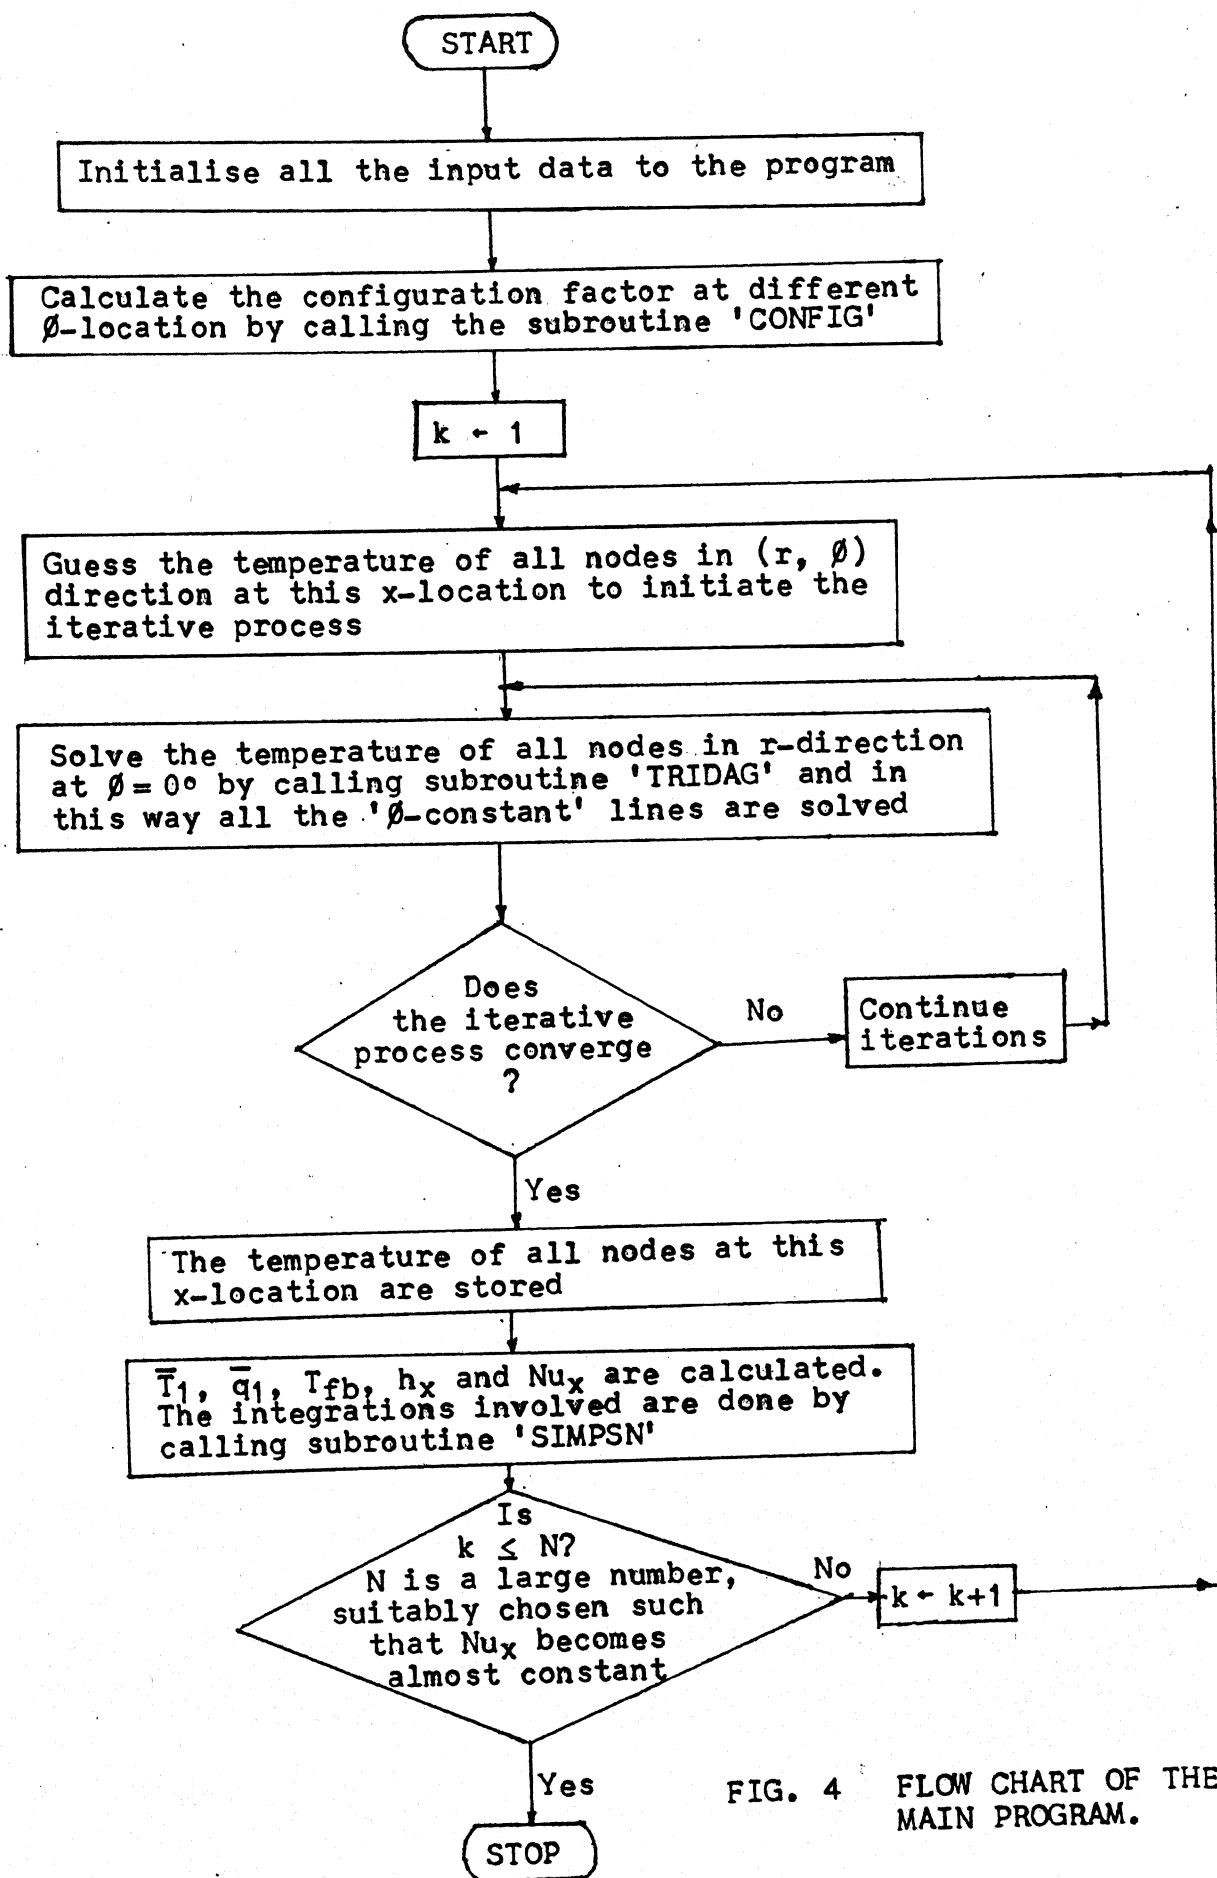 START
Initialise all the input data to the program
Calculate the configuration factor at different
Ø-location by calling the subroutine 'CONFIG'
k ← 1
Guess the temperature of all nodes in (r, Ø)
direction at this x-location to initiate the
iterative process
Solve the temperature of all nodes in r-direction
at Ø = 0° by calling subroutine 'TRIDAG' and in
this way all the 'Ø-constant' lines are solved
Does
the iterative
process converge
?
No
Continue
iterations
Yes
The temperature of all nodes at this
x-location are stored
T̅1, q̅1, Tfb, hx and Nux are calculated.
The integrations involved are done by
calling subroutine 'SIMPSN'
Is
k ≤ N?
N is a large number,
suitably chosen such
that Nux becomes
almost constant
No
k ← k+1
Yes
STOP
FIG. 4 FLOW CHART OF THE
MAIN PROGRAM.